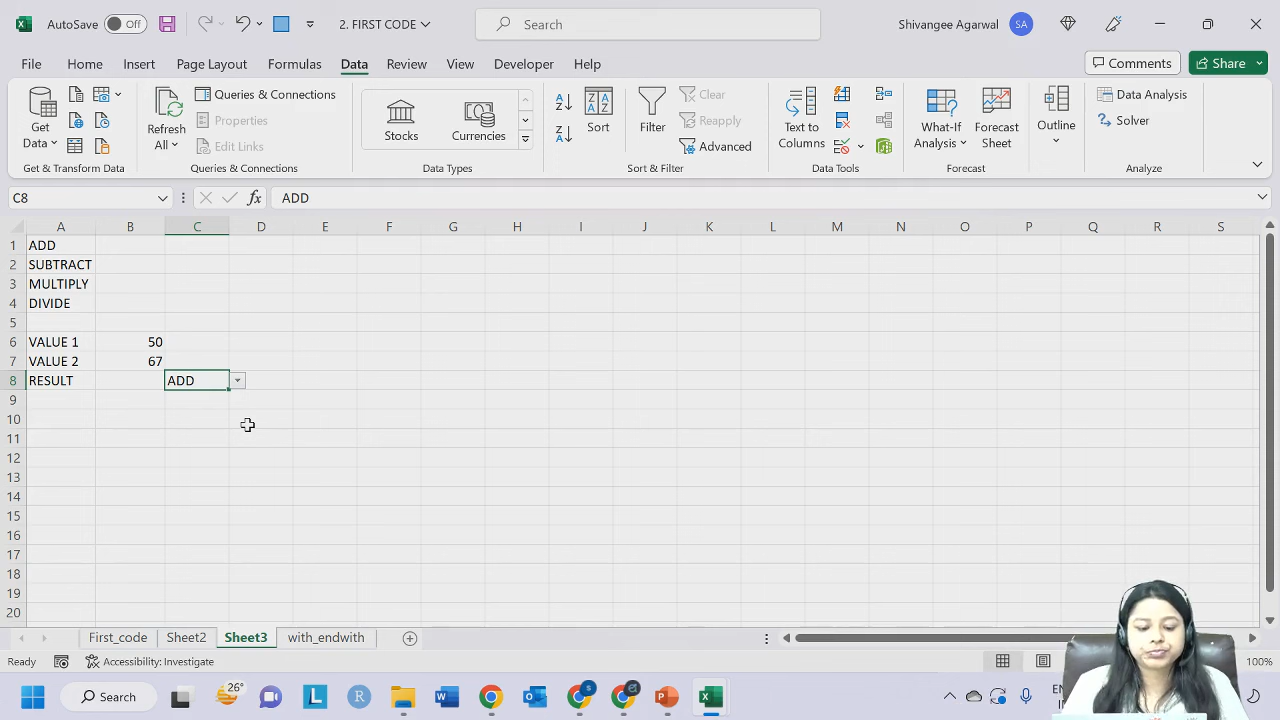 AutoSave Off 2. FIRST CODE Search Shivangee Agarwal SA
File Home Insert Page Layout Formulas Data Review View Developer Help Comments Share
Get Data
Refresh All
Queries & Connections
Properties
Edit Links
Stocks
Currencies
A Z
Z A
Sort
Filter
Clear
Reapply
Advanced
Text to Columns
What-If Analysis
Forecast Sheet
Outline
Data Analysis
Solver
Get & Transform Data Queries & Connections Data Types Sort & Filter Data Tools Forecast Analyze
C8 fx ADD
A B C D E F G H I J K L M N O P Q R S
1 ADD
2 SUBTRACT
3 MULTIPLY
4 DIVIDE
5
6 VALUE 1 50
7 VALUE 2 67
8 RESULT ADD
9
10
11
12
13
14
15
16
17
18
19
20
First_code Sheet2 Sheet3 with_endwith
Ready Accessibility: Investigate 100%
26° Search